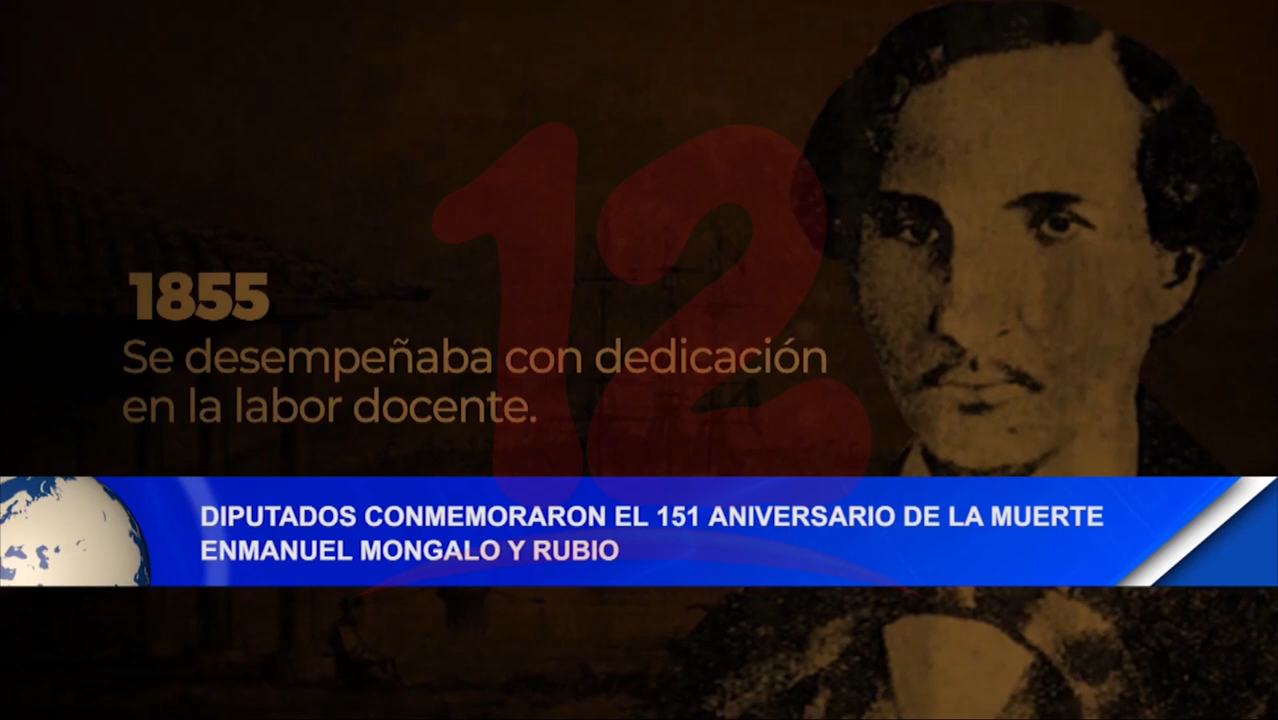 12
1855
Se desempeñaba con dedicación
en la labor docente.
DIPUTADOS CONMEMORARON EL 151 ANIVERSARIO DE LA MUERTE
ENMANUEL MONGALO Y RUBIO